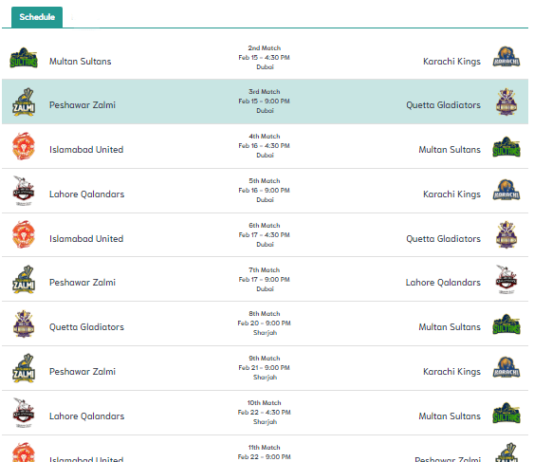 Schedule
2nd Match
Multan Sultans Feb 15 - 4:30 PM Karachi Kings
Dubai
3rd Match
Peshawar Zalmi Feb 15 - 9:00 PM Quetta Gladiators
Dubai
4th Match
Islamabad United Feb 16 - 4:30 PM Multan Sultans
Dubai
5th Match
Lahore Qalandars Feb 16 - 9:00 PM Karachi Kings
Dubai
6th Match
Islamabad United Feb 17 - 4:30 PM Quetta Gladiators
Dubai
7th Match
Peshawar Zalmi Feb 17 - 9:00 PM Lahore Qalandars
Dubai
8th Match
Quetta Gladiators Feb 20 - 9:00 PM Multan Sultans
Sharjah
9th Match
Peshawar Zalmi Feb 21 - 9:00 PM Karachi Kings
Sharjah
10th Match
Lahore Qalandars Feb 22 - 4:30 PM Multan Sultans
Sharjah
11th Match
Islamabad United Feb 22 - 9:00 PM Peshawar Zalmi